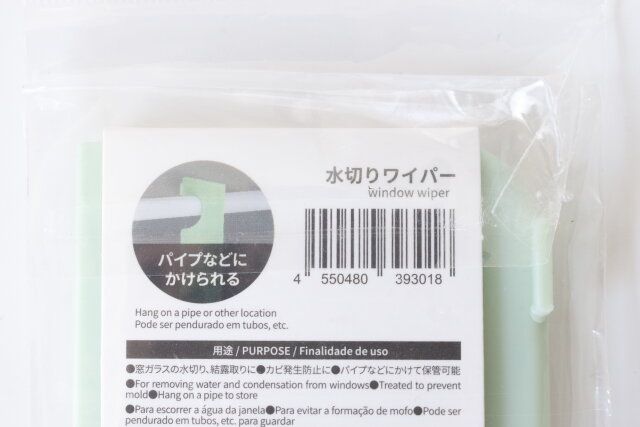 水切りワイパー
window wiper
パイプなどに
かけられる
4 550480 393018
Hang on a pipe or other location
Pode ser pendurado em tubos, etc.
用途 / PURPOSE / Finalidade de uso
●窓ガラスの水切り、結露取りに●カビ発生防止に●パイプなどにかけて保管可能
●For removing water and condensation from windows●Treated to prevent
mold●Hang on a pipe to store
●Para escorrer a água da janela●Para evitar a formação de mofo●Pode ser
pendurado em tubos, etc. para guardar